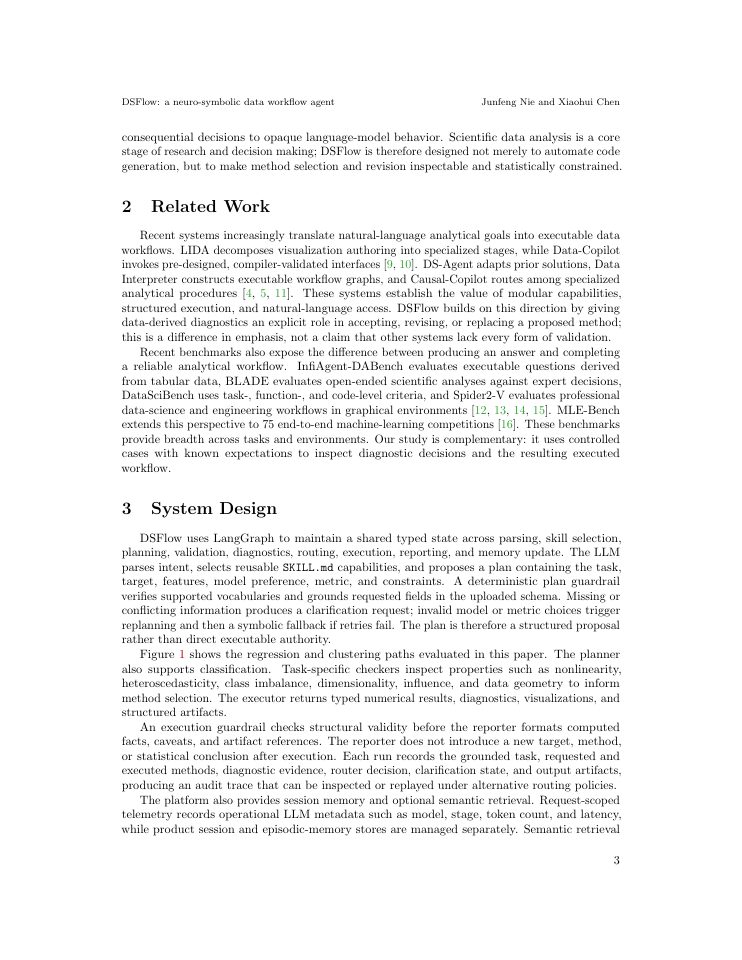 DSFlow: a neuro-symbolic data workflow agent Junfeng Nie and Xiaohui Chen
consequential decisions to opaque language-model behavior. Scientific data analysis is a core
stage of research and decision making; DSFlow is therefore designed not merely to automate code
generation, but to make method selection and revision inspectable and statistically constrained.
2 Related Work
Recent systems increasingly translate natural-language analytical goals into executable data
workflows. LIDA decomposes visualization authoring into specialized stages, while Data-Copilot
invokes pre-designed, compiler-validated interfaces [9, 10]. DS-Agent adapts prior solutions, Data
Interpreter constructs executable workflow graphs, and Causal-Copilot routes among specialized
analytical procedures [4, 5, 11]. These systems establish the value of modular capabilities,
structured execution, and natural-language access. DSFlow builds on this direction by giving
data-derived diagnostics an explicit role in accepting, revising, or replacing a proposed method;
this is a difference in emphasis, not a claim that other systems lack every form of validation.
Recent benchmarks also expose the difference between producing an answer and completing
a reliable analytical workflow. InfiAgent-DABench evaluates executable questions derived
from tabular data, BLADE evaluates open-ended scientific analyses against expert decisions,
DataSciBench uses task-, function-, and code-level criteria, and Spider2-V evaluates professional
data-science and engineering workflows in graphical environments [12, 13, 14, 15]. MLE-Bench
extends this perspective to 75 end-to-end machine-learning competitions [16]. These benchmarks
provide breadth across tasks and environments. Our study is complementary: it uses controlled
cases with known expectations to inspect diagnostic decisions and the resulting executed
workflow.
3 System Design
DSFlow uses LangGraph to maintain a shared typed state across parsing, skill selection,
planning, validation, diagnostics, routing, execution, reporting, and memory update. The LLM
parses intent, selects reusable SKILL.md capabilities, and proposes a plan containing the task,
target, features, model preference, metric, and constraints. A deterministic plan guardrail
verifies supported vocabularies and grounds requested fields in the uploaded schema. Missing or
conflicting information produces a clarification request; invalid model or metric choices trigger
replanning and then a symbolic fallback if retries fail. The plan is therefore a structured proposal
rather than direct executable authority.
Figure 1 shows the regression and clustering paths evaluated in this paper. The planner
also supports classification. Task-specific checkers inspect properties such as nonlinearity,
heteroscedasticity, class imbalance, dimensionality, influence, and data geometry to inform
method selection. The executor returns typed numerical results, diagnostics, visualizations, and
structured artifacts.
An execution guardrail checks structural validity before the reporter formats computed
facts, caveats, and artifact references. The reporter does not introduce a new target, method,
or statistical conclusion after execution. Each run records the grounded task, requested and
executed methods, diagnostic evidence, router decision, clarification state, and output artifacts,
producing an audit trace that can be inspected or replayed under alternative routing policies.
The platform also provides session memory and optional semantic retrieval. Request-scoped
telemetry records operational LLM metadata such as model, stage, token count, and latency,
while product session and episodic-memory stores are managed separately. Semantic retrieval
3